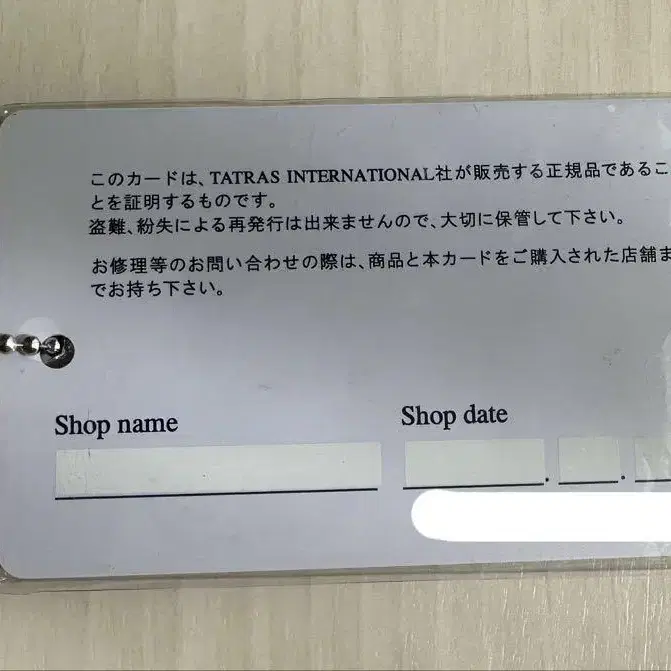 このカードは、TATRAS INTERNATIONAL社が販売する正規品であるこ
とを証明するものです。
盗難、紛失による再発行は出来ませんので、大切に保管して下さい。
お修理等のお問い合わせの際は、商品と本カードをご購入された店舗ま
でお持ち下さい。
Shop name
Shop date
. .